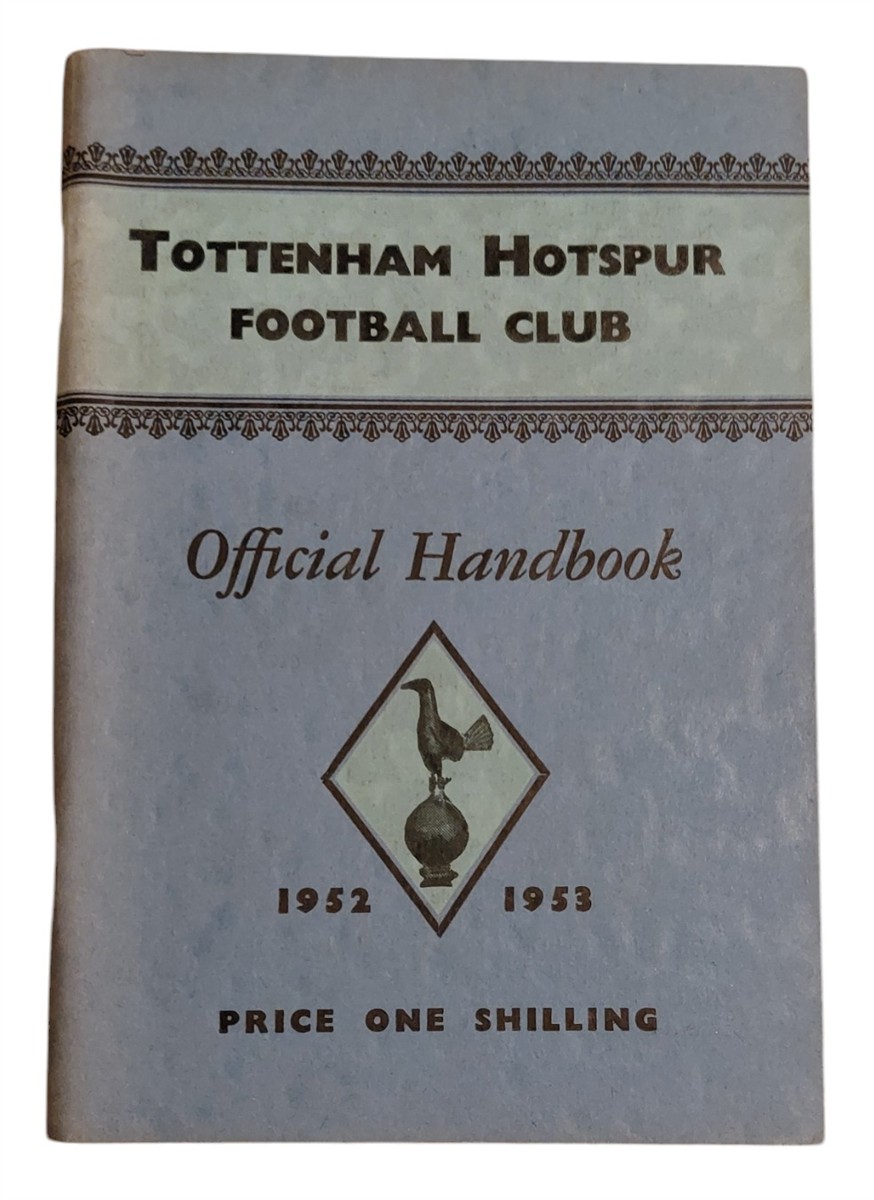 TOTTENHAM HOTSPUR
FOOTBALL CLUB
Official Handbook
1952 1953
PRICE ONE SHILLING